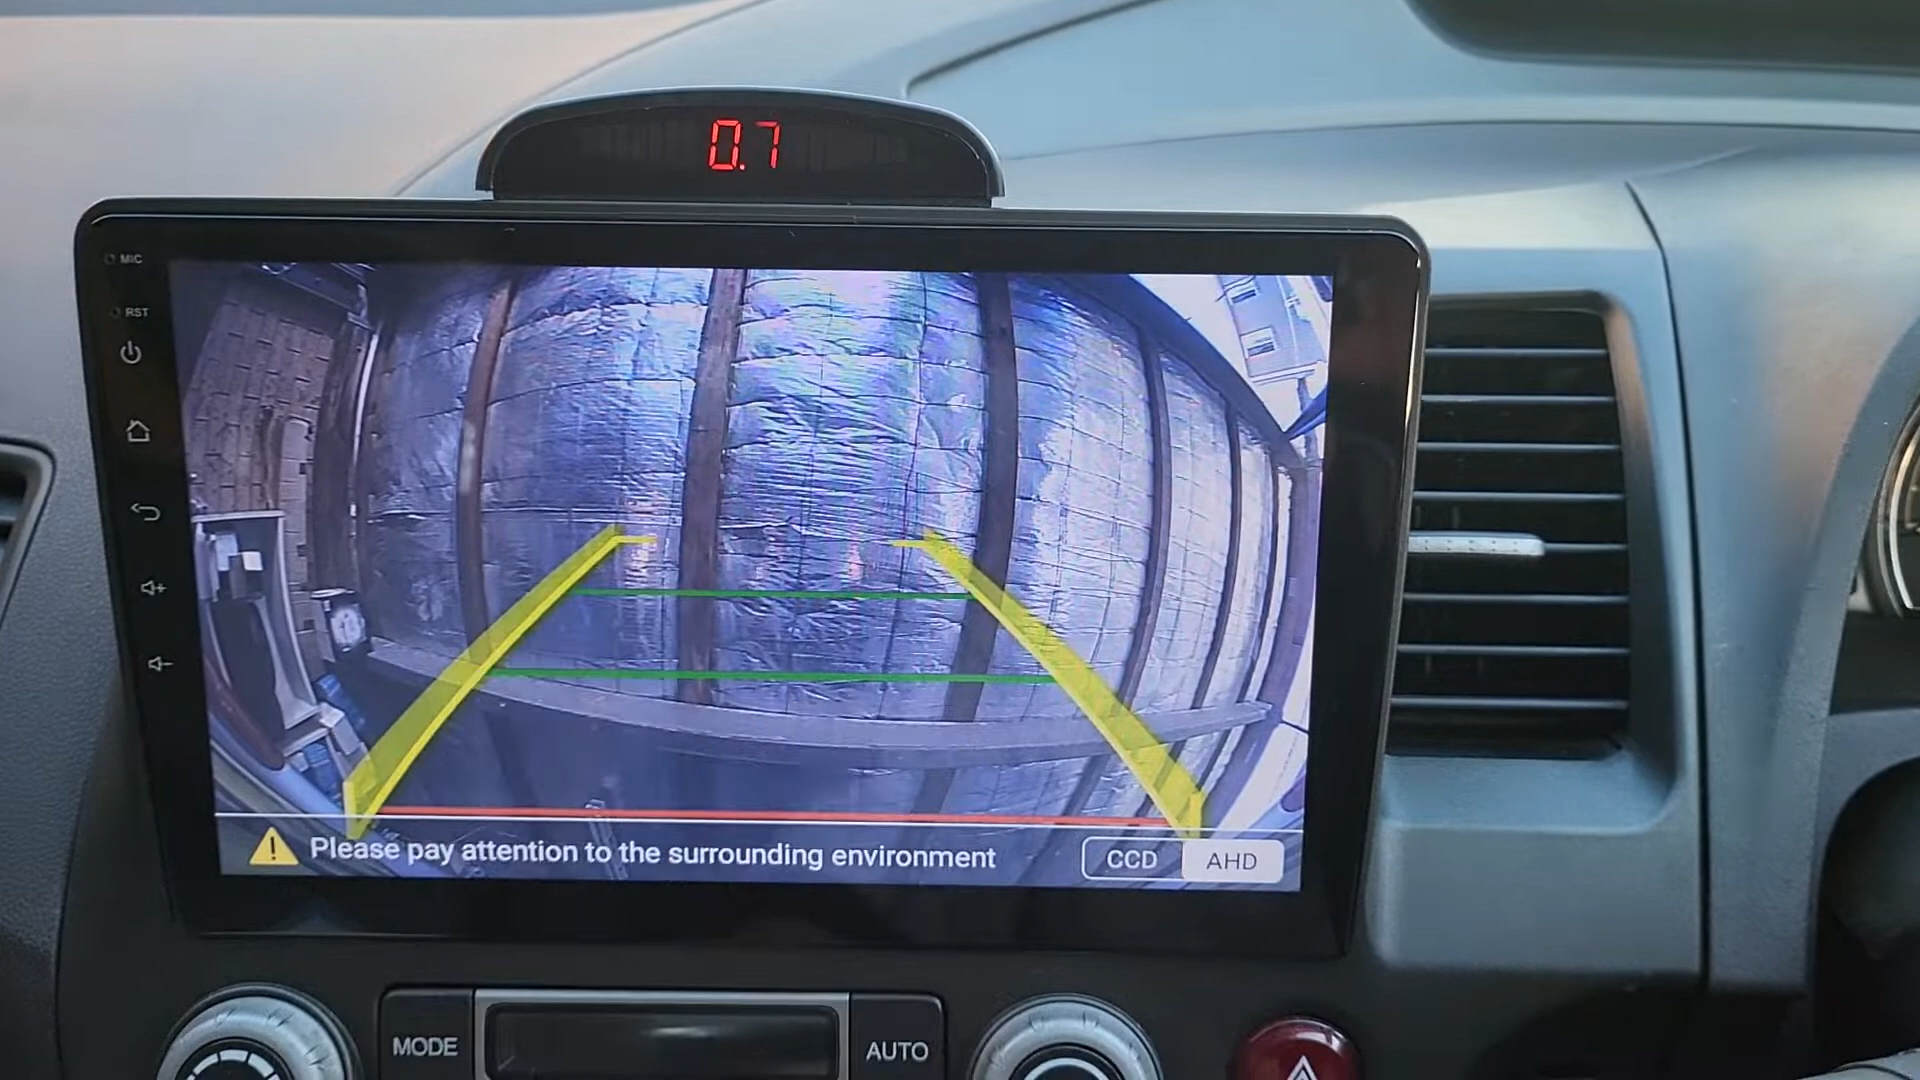 0.7
MIC
RST
Please pay attention to the surrounding environment
CCD AHD
MODE
AUTO